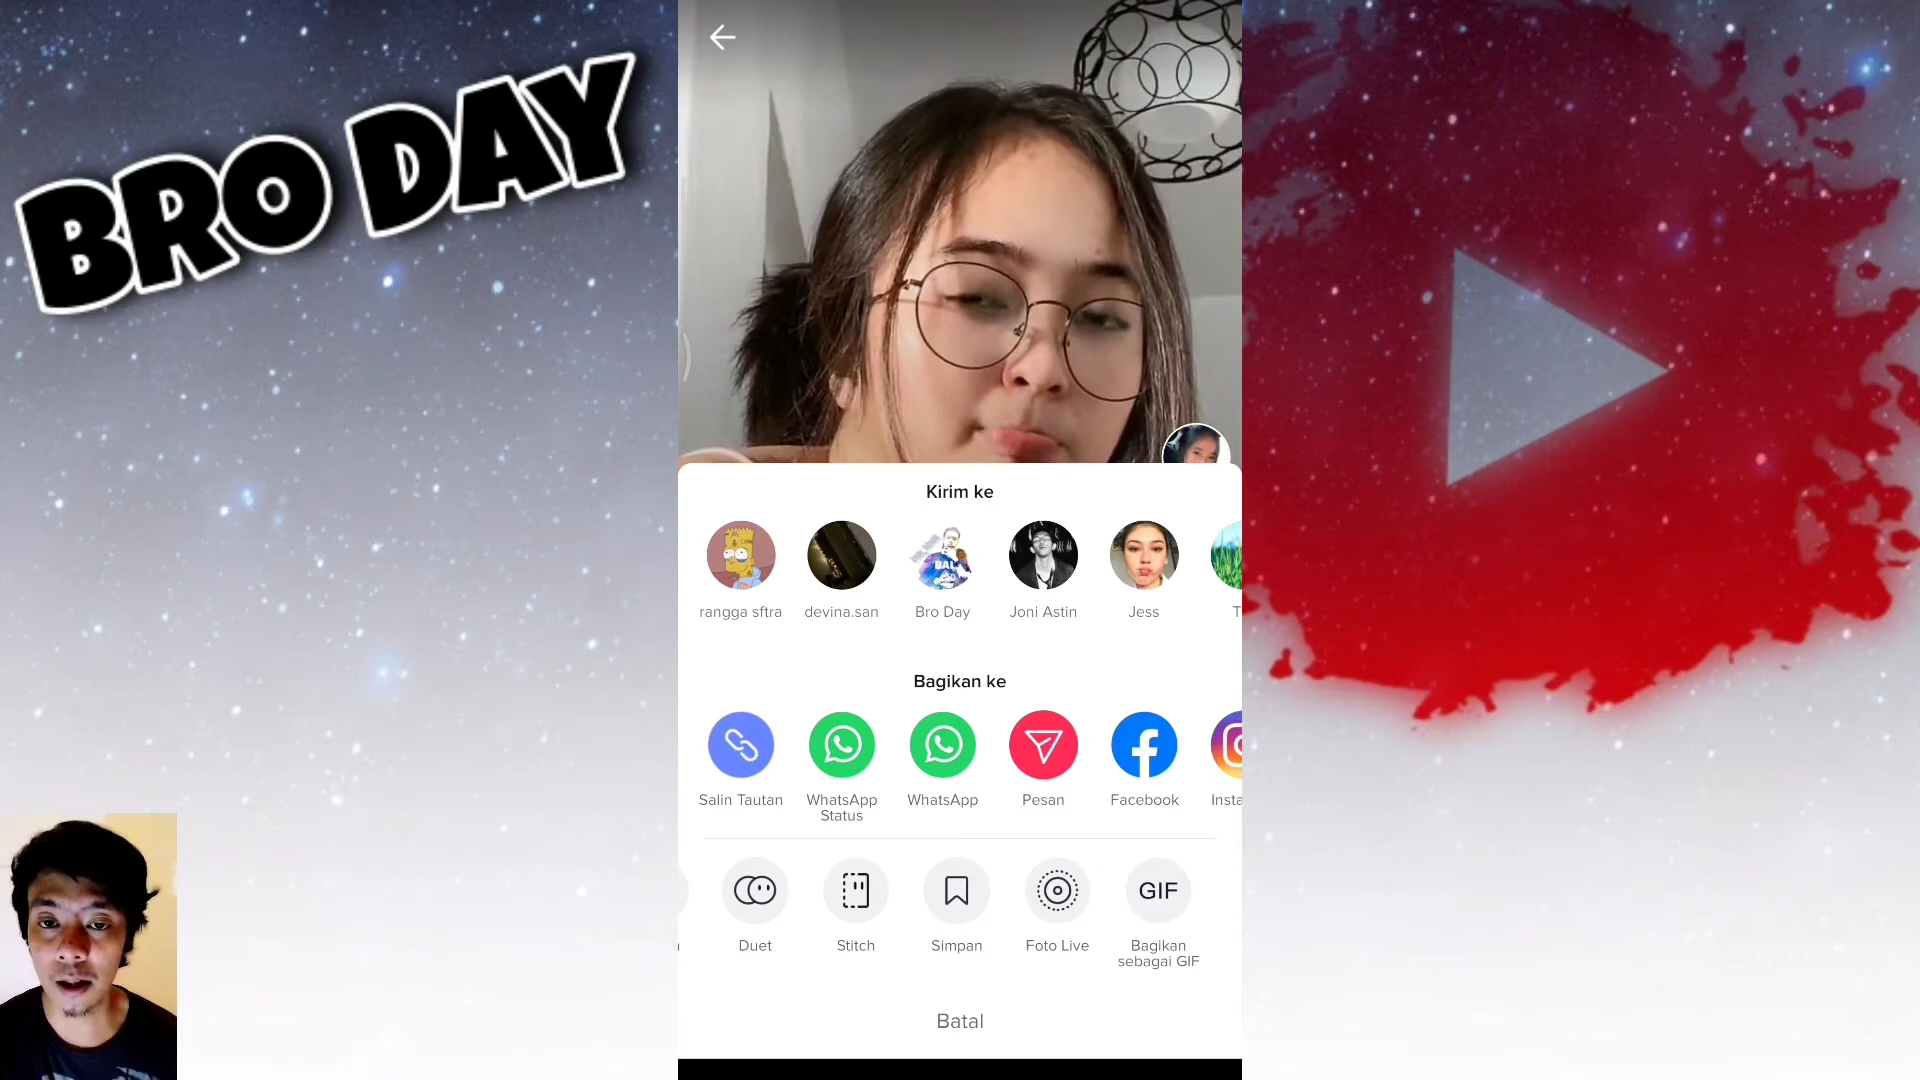 BRO DAY
Kirim ke
rangga sftra
devina.san
Bro Day
Joni Astin
Jess
BAL
Bagikan ke
Salin Tautan
WhatsApp
Status
WhatsApp
Pesan
Facebook
Insta
GIF
Duet
Stitch
Simpan
Foto Live
Bagikan
sebagai GIF
Batal